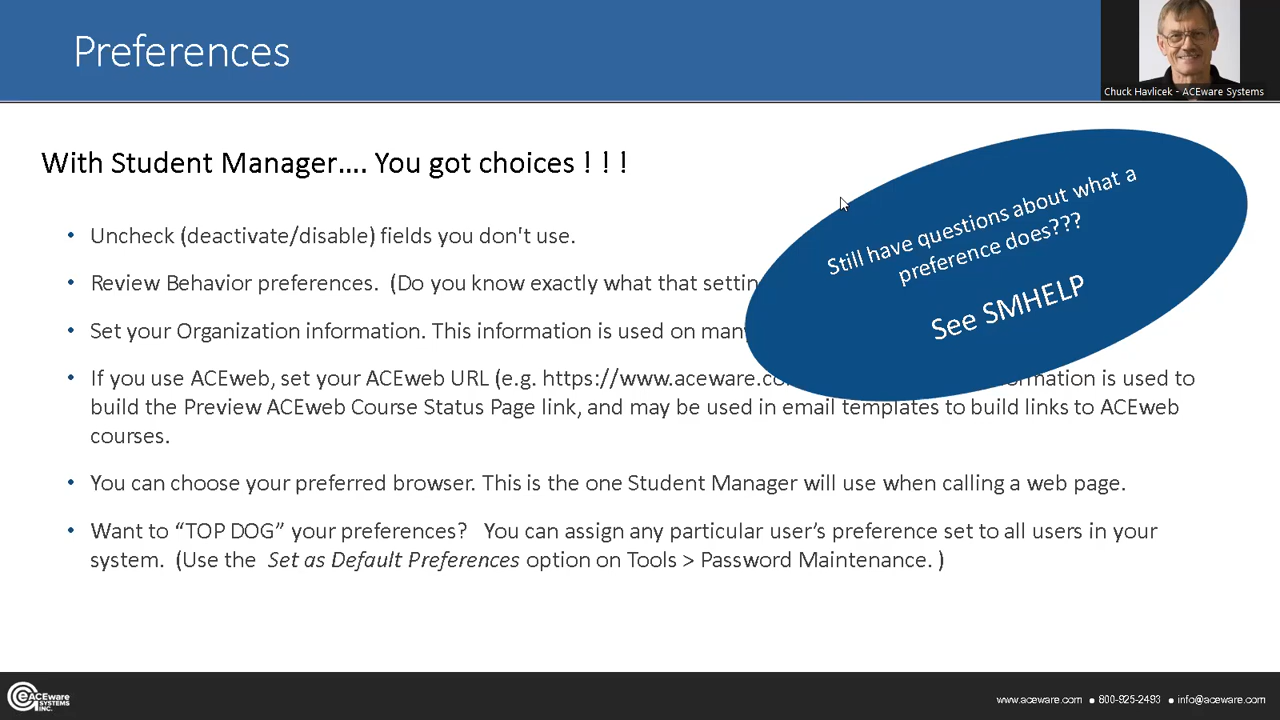 Preferences
Chuck Havlicek - ACEware Systems
With Student Manager.... You got choices ! ! !
Still have questions about what a
preference does???
See SMHELP
• Uncheck (deactivate/disable) fields you don't use.
• Review Behavior preferences. (Do you know exactly what that
• Set your Organization information. This information is used on
• If you use ACEweb, set your ACEweb URL (e.g. https://www.aceware. is used to
build the Preview ACEweb Course Status Page link, and may be used in email templates to build links to ACEweb
courses.
• You can choose your preferred browser. This is the one Student Manager will use when calling a web page.
• Want to “TOP DOG” your preferences? You can assign any particular user’s preference set to all users in your
system. (Use the Set as Default Preferences option on Tools > Password Maintenance. )
ACEware
SYSTEMS
INC.
www.aceware.com ● 800-925-2493 ● info@aceware.com